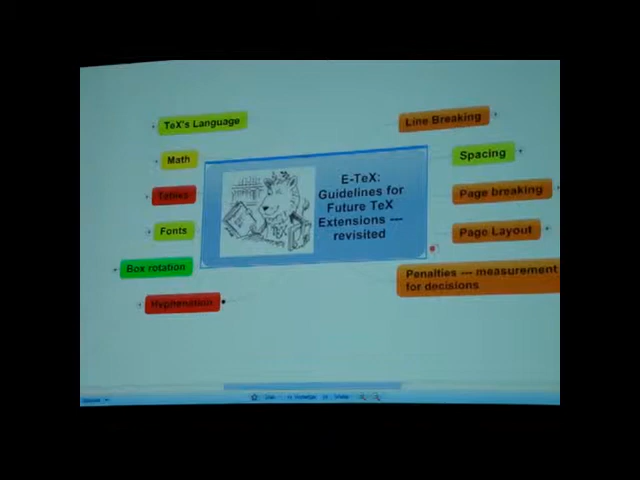 TeX's Language
Math
Tables
Fonts
Box rotation
Hyphenation
E-TeX:
Guidelines for
Future TeX
Extensions —
revisited
TEX
Line Breaking
Spacing
Page breaking
Page Layout
Penalties — measurement
for decisions